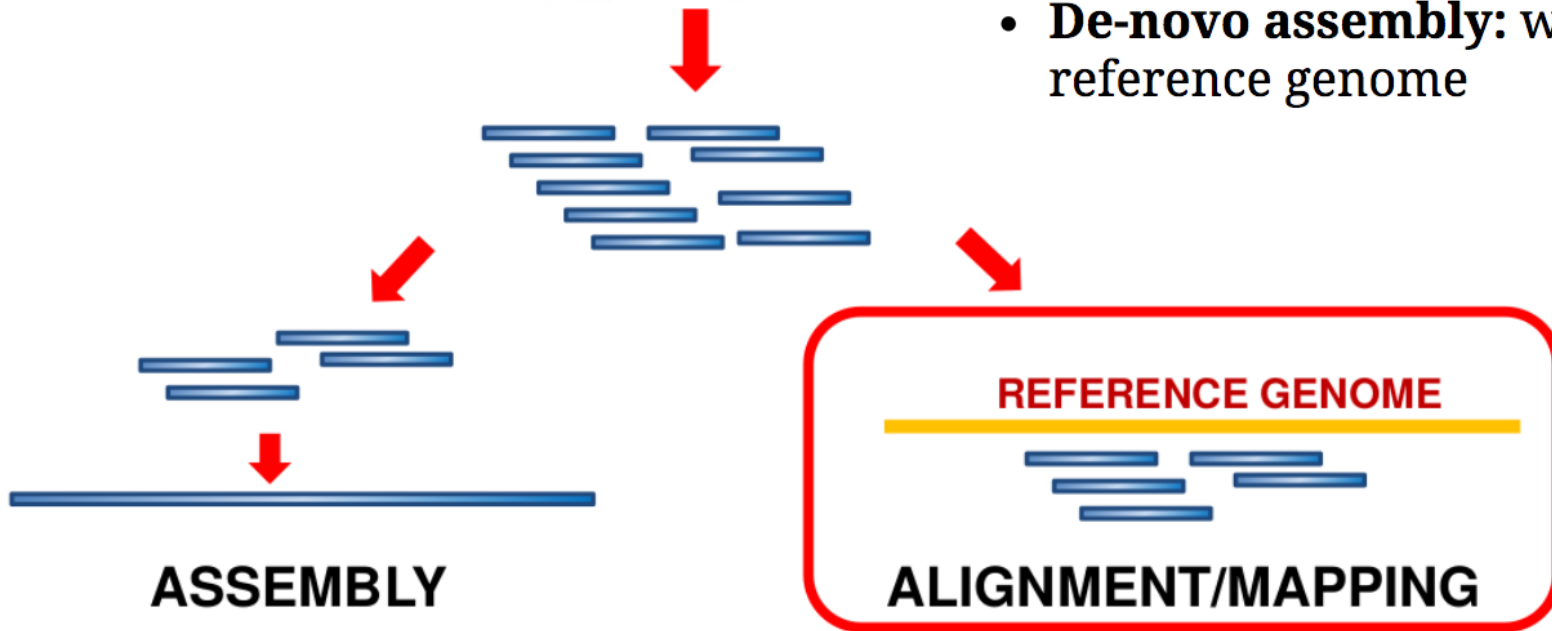 • De-novo assembly:
reference genome
REFERENCE GENOME
ASSEMBLY
ALIGNMENT/MAPPING